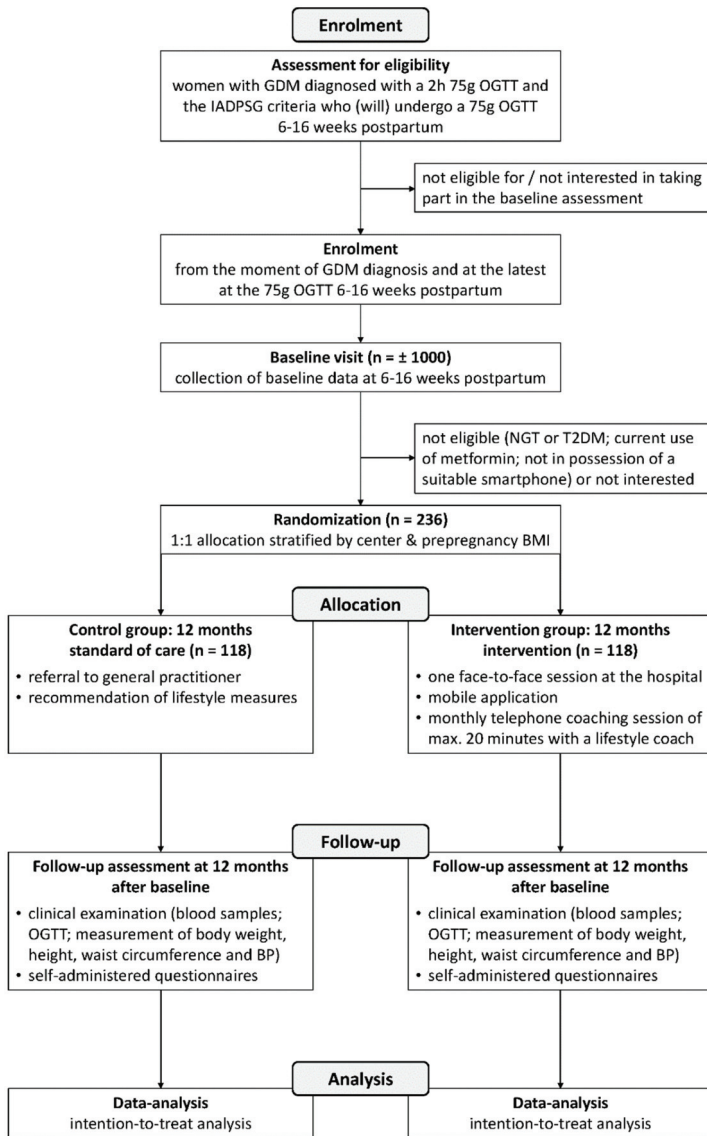 Enrolment
Assessment for eligibility
women with GDM diagnosed with a 2h 75g OGTT and
the IADPSG criteria who (will) undergo a 75g OGTT
6-16 weeks postpartum
not eligible for / not interested in taking
part in the baseline assessment
Enrolment
from the moment of GDM diagnosis and at the latest
at the 75g OGTT 6-16 weeks postpartum
Baseline visit (n = ± 1000)
collection of baseline data at 6-16 weeks postpartum
not eligible (NGT or T2DM; current use
of metformin; not in possession of a
suitable smartphone) or not interested
Randomization (n = 236)
1:1 allocation stratified by center & prepregnancy BMI
Allocation
Control group: 12 months
standard of care (n = 118)
• referral to general practitioner
• recommendation of lifestyle measures
Intervention group: 12 months
intervention (n = 118)
• one face-to-face session at the hospital
• mobile application
• monthly telephone coaching session of
max. 20 minutes with a lifestyle coach
Follow-up
Follow-up assessment at 12 months
after baseline
• clinical examination (blood samples;
OGTT; measurement of body weight,
height, waist circumference and BP)
• self-administered questionnaires
Follow-up assessment at 12 months
after baseline
• clinical examination (blood samples;
OGTT; measurement of body weight,
height, waist circumference and BP)
• self-administered questionnaires
Analysis
Data-analysis
intention-to-treat analysis
Data-analysis
intention-to-treat analysis